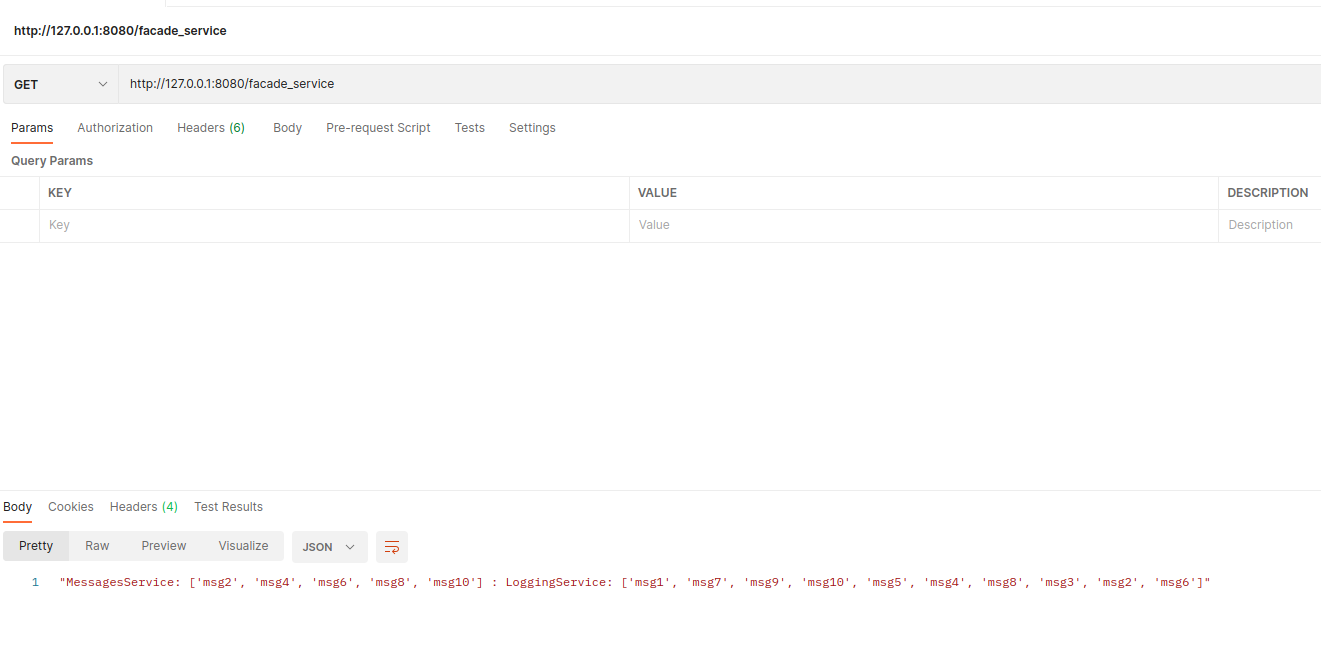 http://127.0.0.1:8080/facade_service
GET http://127.0.0.1:8080/facade_service
Params Authorization Headers (6) Body Pre-request Script Tests Settings
Query Params
KEY VALUE DESCRIPTION
Key Value Description
Body Cookies Headers (4) Test Results
Pretty Raw Preview Visualize JSON
1 "MessagesService: ['msg2', 'msg4', 'msg6', 'msg8', 'msg10'] : LoggingService: ['msg1', 'msg7', 'msg9', 'msg10', 'msg5', 'msg4', 'msg8', 'msg3', 'msg2', 'msg6']"